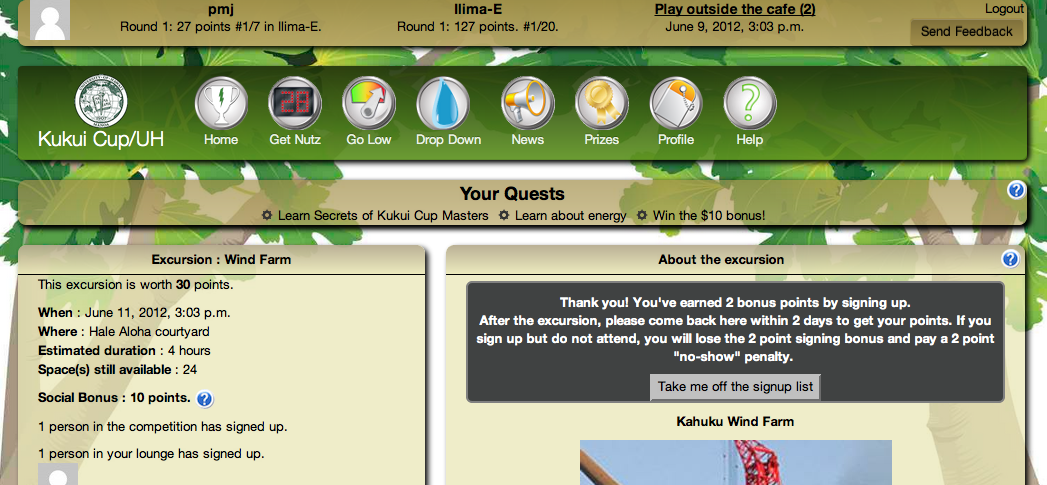 pmj
Round 1: 27 points #1/7 in Ilima-E.
Ilima-E
Round 1: 127 points. #1/20.
Play outside the cafe (2)
June 9, 2012, 3:03 p.m.
Logout
Send Feedback
Kukui Cup/UH
Home
28
Get Nutz
Go Low
Drop Down
News
Prizes
Profile
?
Help
Your Quests
?
Learn Secrets of Kukui Cup Masters Learn about energy Win the $10 bonus!
Excursion : Wind Farm
This excursion is worth 30 points.
When : June 11, 2012, 3:03 p.m.
Where : Hale Aloha courtyard
Estimated duration : 4 hours
Space(s) still available : 24
Social Bonus : 10 points. ?
1 person in the competition has signed up.
1 person in your lounge has signed up.
About the excursion
?
Thank you! You've earned 2 bonus points by signing up.
After the excursion, please come back here within 2 days to get your points. If you
sign up but do not attend, you will lose the 2 point signing bonus and pay a 2 point
"no-show" penalty.
Take me off the signup list
Kahuku Wind Farm